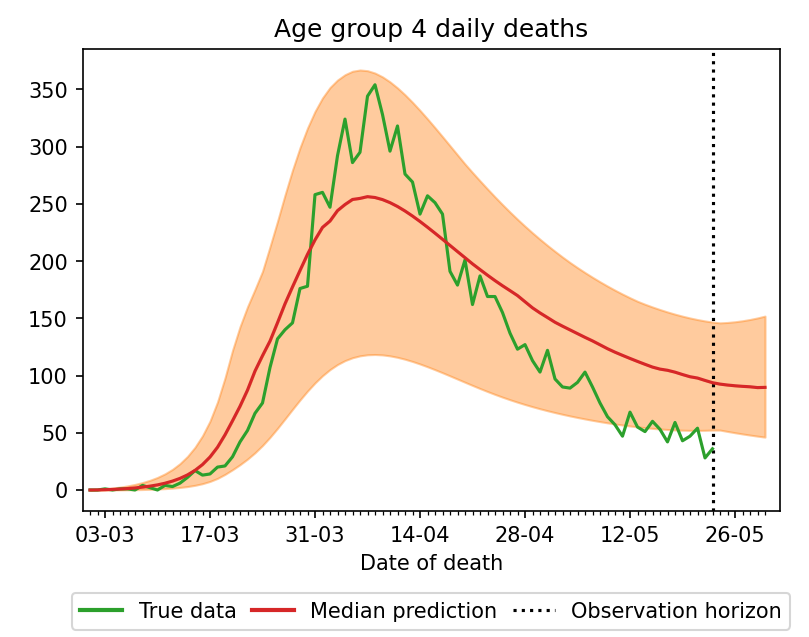 Age group 4 daily deaths
350
300
250
200
150
100
50
0
03-03 17-03 31-03 14-04 28-04 12-05 26-05
Date of death
True data Median prediction Observation horizon